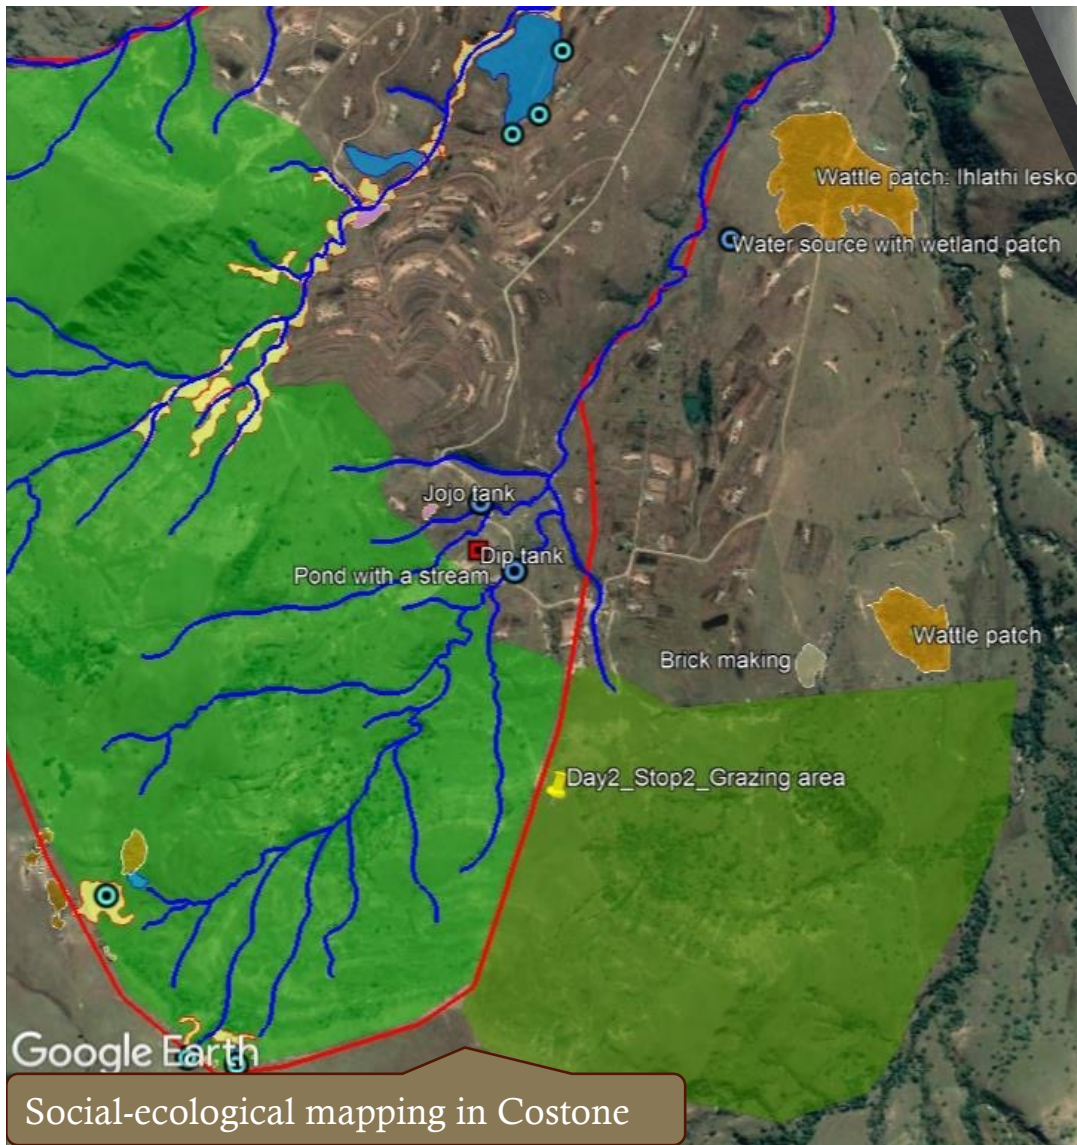 Wattle patch: Ihlathi lesko
Water source with wetland patch
Jojo tank
Dip tank
Pond with a stream
Wattle patch
Brick making
Day2_Stop2_Grazing area
Google Earth
Social-ecological mapping in Costone